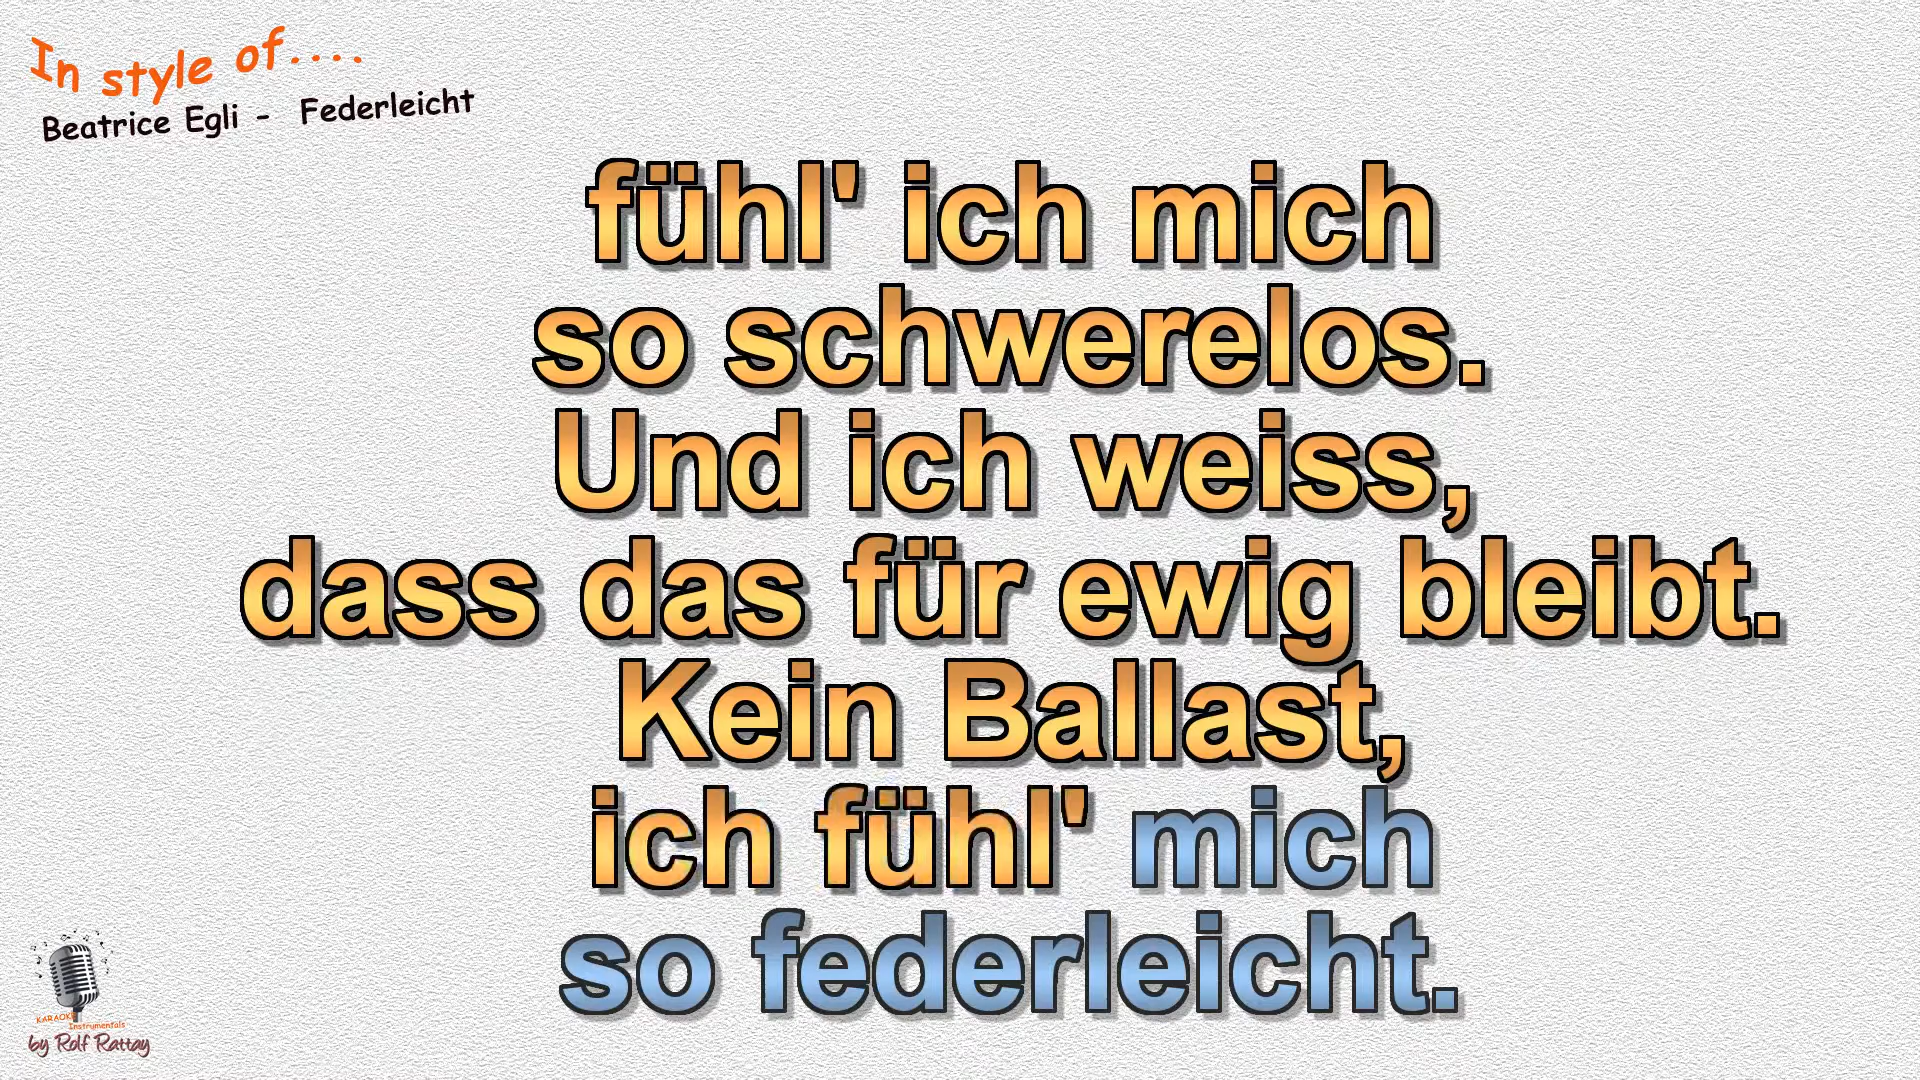 In style of....
Beatrice Egli - Federleicht
fühl' ich mich
so schwerelos.
Und ich weiss,
dass das für ewig bleibt.
Kein Ballast,
ich fühl' mich
so federleicht.
KARAOKE
Instrumentals
by Rolf Rattay